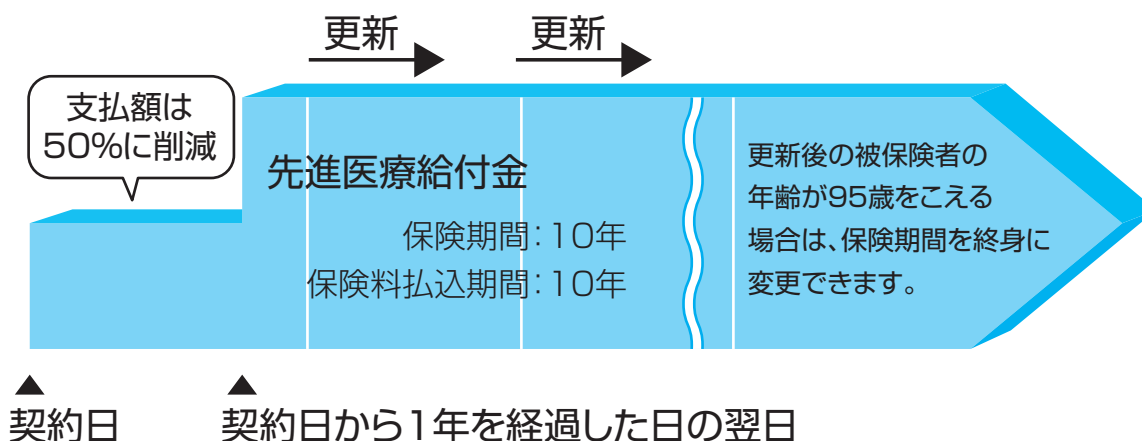 更新
更新
支払額は
50%に削減
先進医療給付金
保険期間：10年
保険料払込期間：10年
更新後の被保険者の
年齢が95歳をこえる
場合は、保険期間を終身に
変更できます。
契約日
契約日から1年を経過した日の翌日